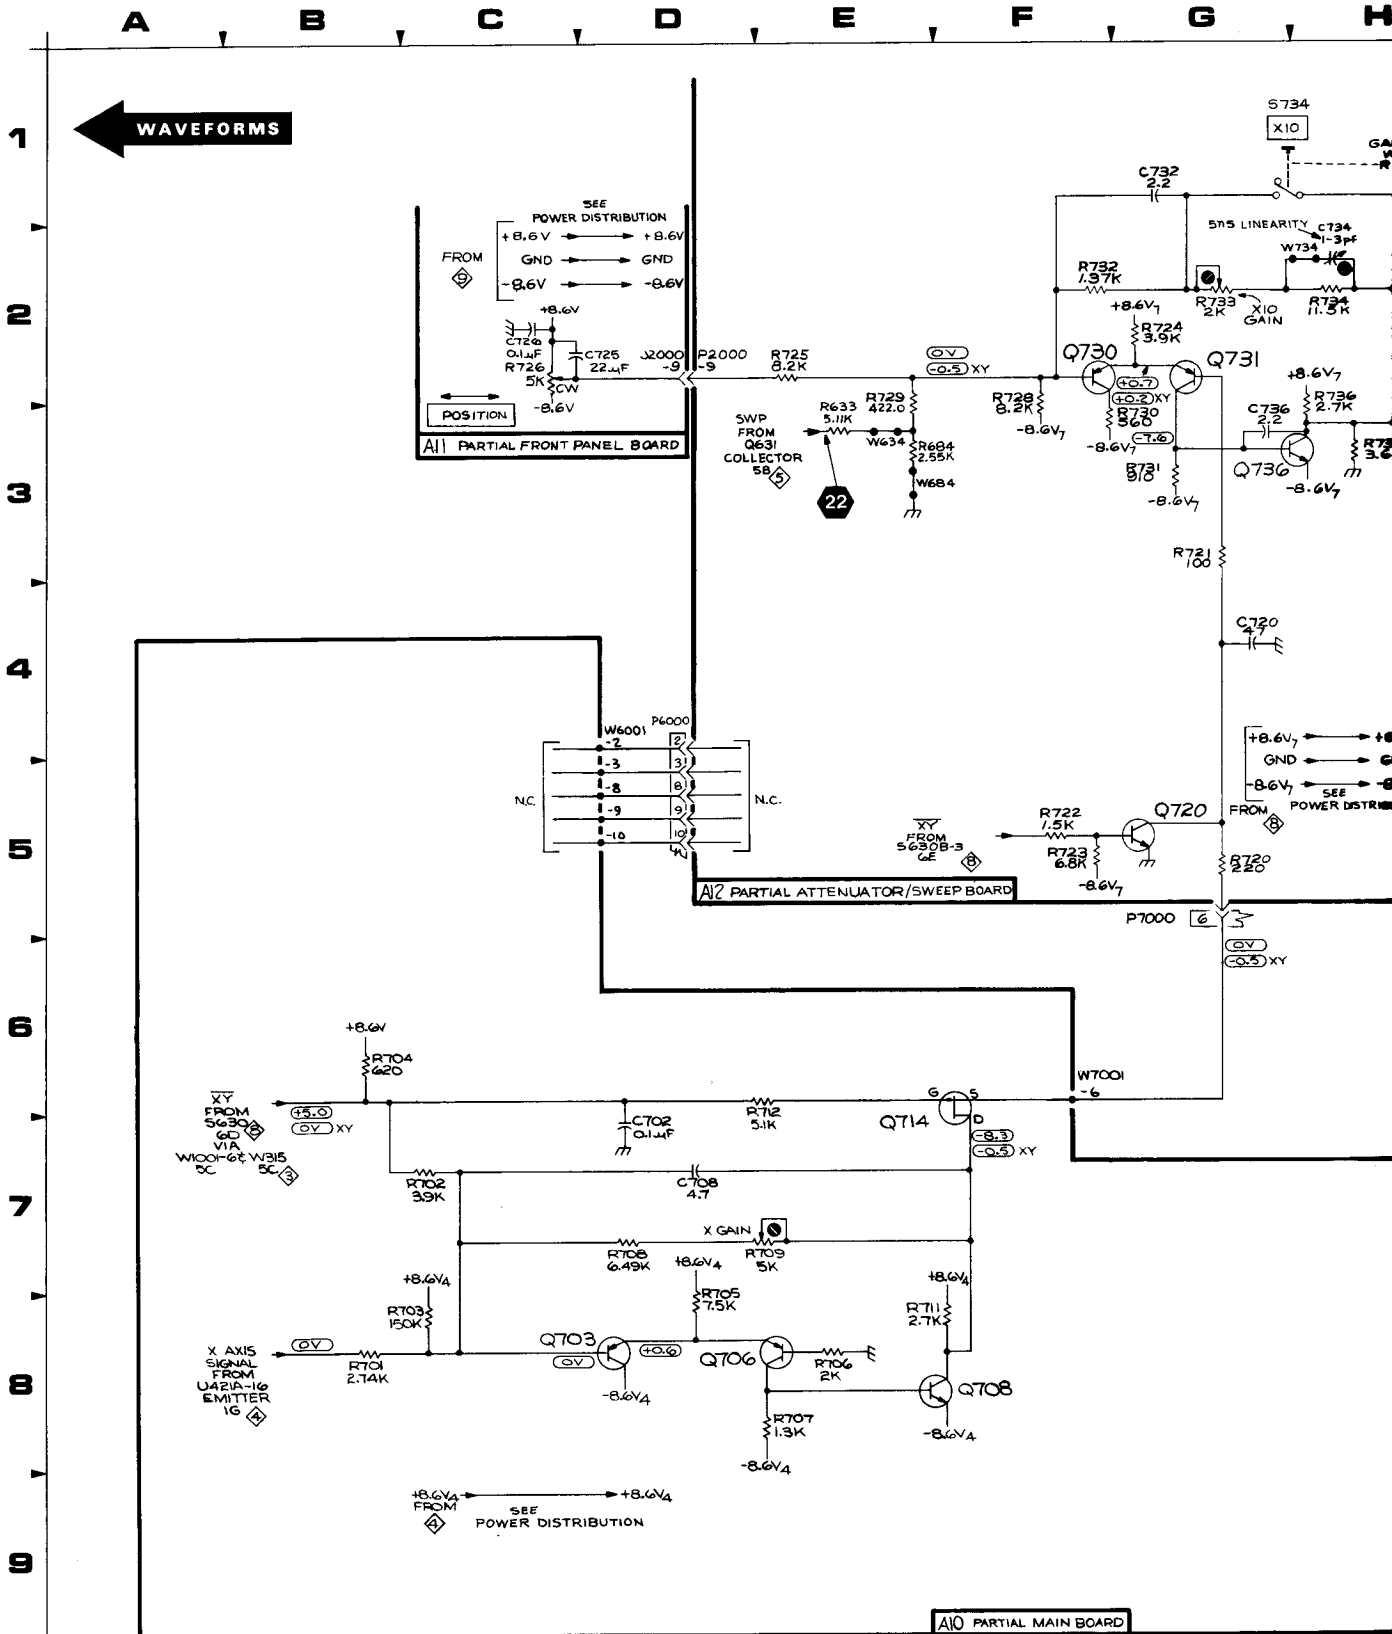 A B C D E F G H
1
2
3
4
5
6
7
8
9
WAVEFORMS
SEE
POWER DISTRIBUTION
FROM
9
+8.6V +8.6V
GND GND
-8.6V -8.6V
+8.6V
C726
0.1µF
R726
5K
CW
C725
22µF
-8.6V
POSITION
A11 PARTIAL FRONT PANEL BOARD
J2000
-9
P2000
-9
R725
8.2K
SWP
FROM
Q631
COLLECTOR
5B
5
R633
5.11K
22
W634
R729
422.0
R684
2.55K
W684
0V
-0.5 XY
R728
8.2K
-8.6V7
S734
X10
C732
2.2
5nS LINEARITY
C734
1-3pf
W734
R732
1.37K
R733
2K
X10
GAIN
R734
11.5K
+8.6V7
R724
3.9K
Q730
Q731
+0.7
+0.2 XY
R730
560
-8.6V7
-7.6
R731
910
-8.6V7
+8.6V7
R736
2.7K
C736
2.2
Q736
-8.6V7
R721
100
C720
47
+8.6V7
GND
-8.6V7
SEE
FROM
8
W6001
P6000
-2 2
-3 3
-8 8
-9 9
-10 10
N.C.
N.C.
XY
FROM
S630B-3
6E
8
R722
1.5K
R723
6.8K
-8.6V7
Q720
R720
220
A12 PARTIAL ATTENUATOR/SWEEP BOARD
P7000 6
0V
-0.5 XY
W7001
-6
+8.6V
R704
620
XY
FROM
S630
6D
8
VIA
W1001-6 & W315
5C 5C
3
+5.0
0V XY
C702
0.1µF
R712
5.1K
G S
D
Q714
-8.3
-0.5 XY
R702
3.9K
C708
4.7
X GAIN
R708
6.49K
R709
5K
+8.6V4
R703
150K
+8.6V4
R705
7.5K
+8.6V4
R711
2.7K
X AXIS
SIGNAL
FROM
U421A-16
EMITTER
1G
4
0V
R701
2.74K
Q703
0V
+0.6
-8.6V4
Q706
R706
2K
R707
1.3K
-8.6V4
Q708
-8.6V4
+8.6V4 +8.6V4
FROM
4
SEE
POWER DISTRIBUTION
A10 PARTIAL MAIN BOARD